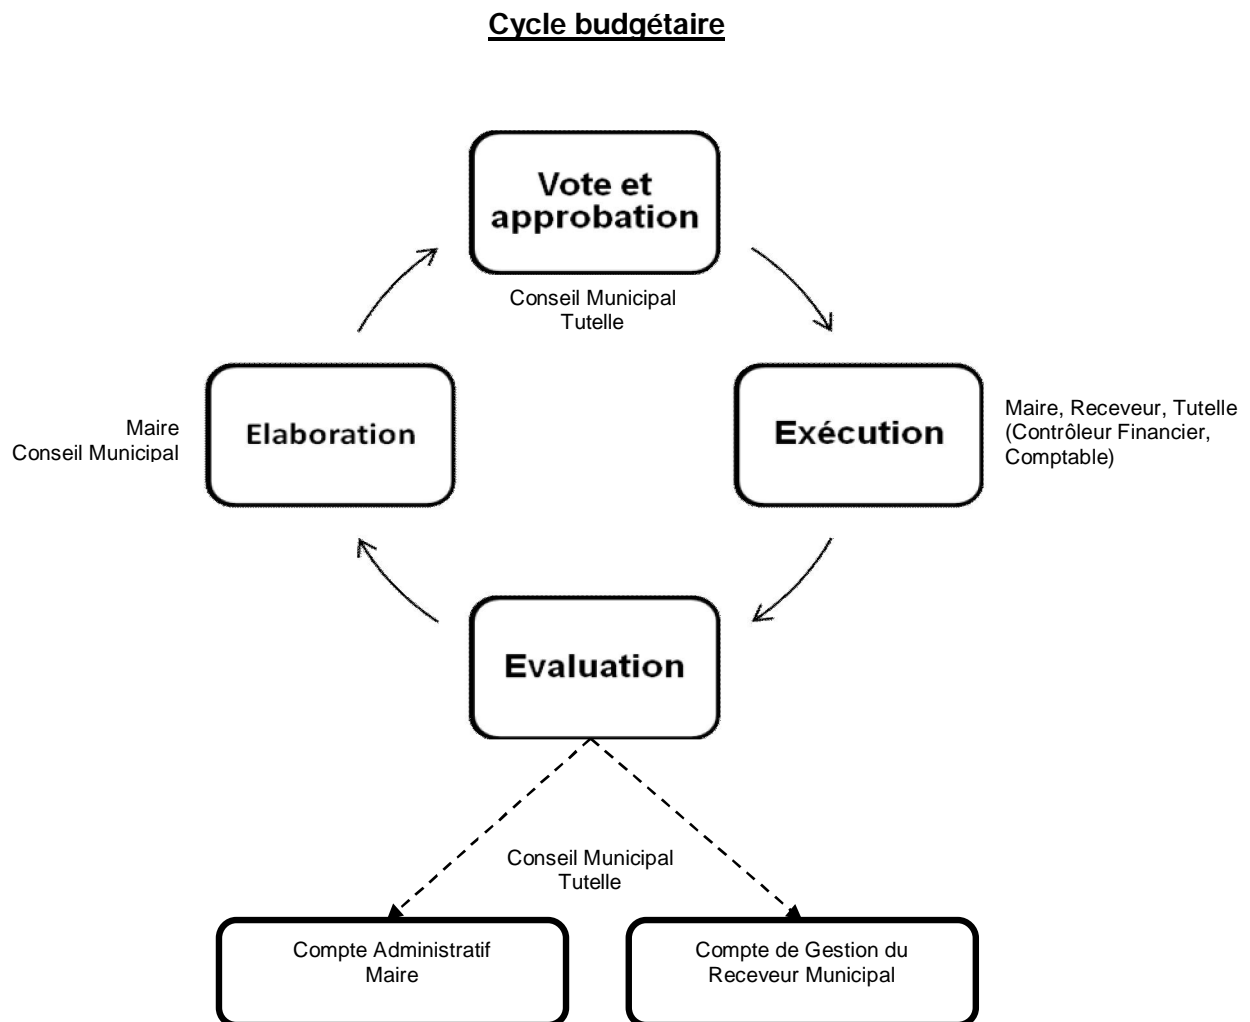 Cycle budgétaire
Vote et
approbation
Conseil Municipal
Tutelle
Maire
Conseil Municipal
Elaboration
Exécution
Maire, Receveur, Tutelle
(Contrôleur Financier,
Comptable)
Evaluation
Conseil Municipal
Tutelle
Compte Administratif
Maire
Compte de Gestion du
Receveur Municipal